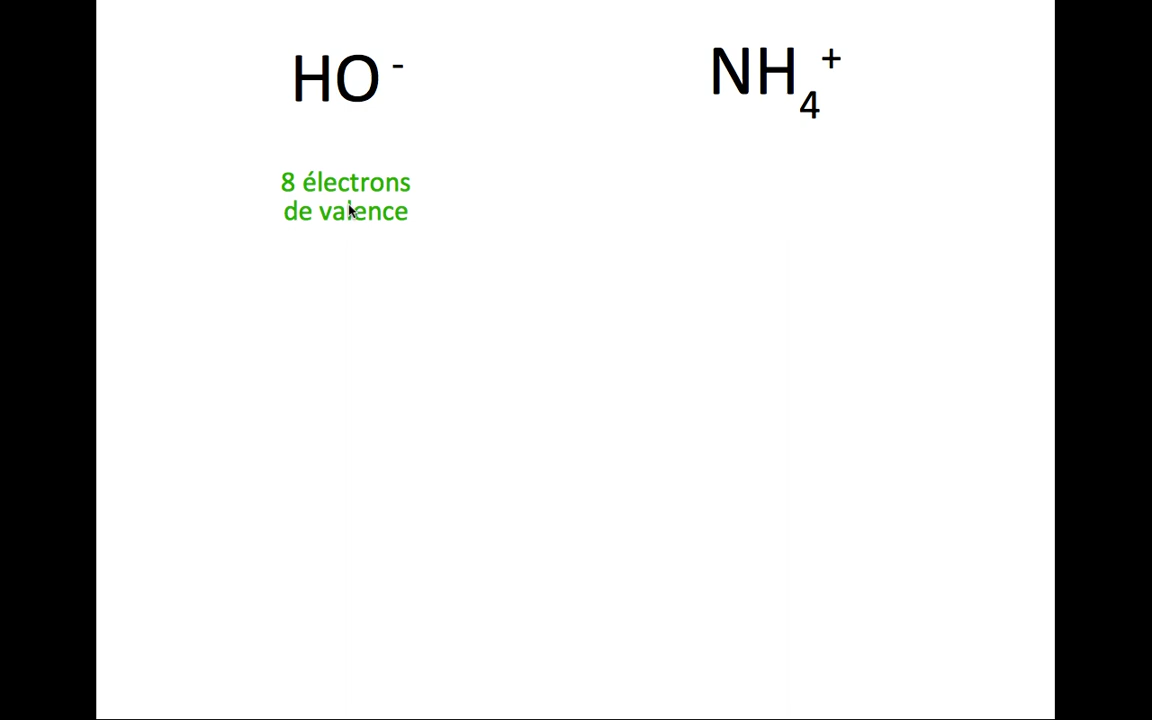 HO⁻
NH₄⁺
8 électrons
de valence